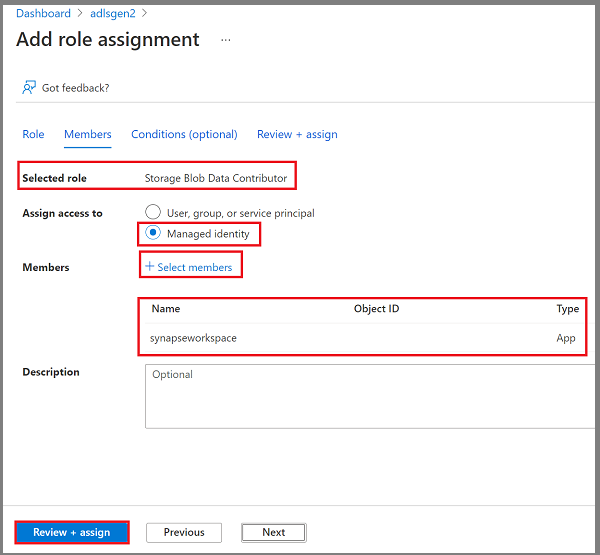 Dashboard > adlsgen2 >
Add role assignment ...
Got feedback?
Role Members Conditions (optional) Review + assign
Selected role Storage Blob Data Contributor
Assign access to User, group, or service principal
Managed identity
Members + Select members
Name Object ID Type
synapseworkspace App
Description Optional
Review + assign Previous Next